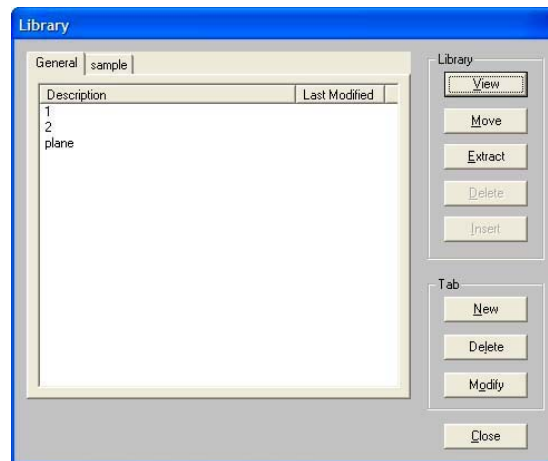 Library
General
sample
Description
Last Modified
1
2
plane
Library
View
Move
Extract
Delete
Insert
Tab
New
Delete
Modify
Close